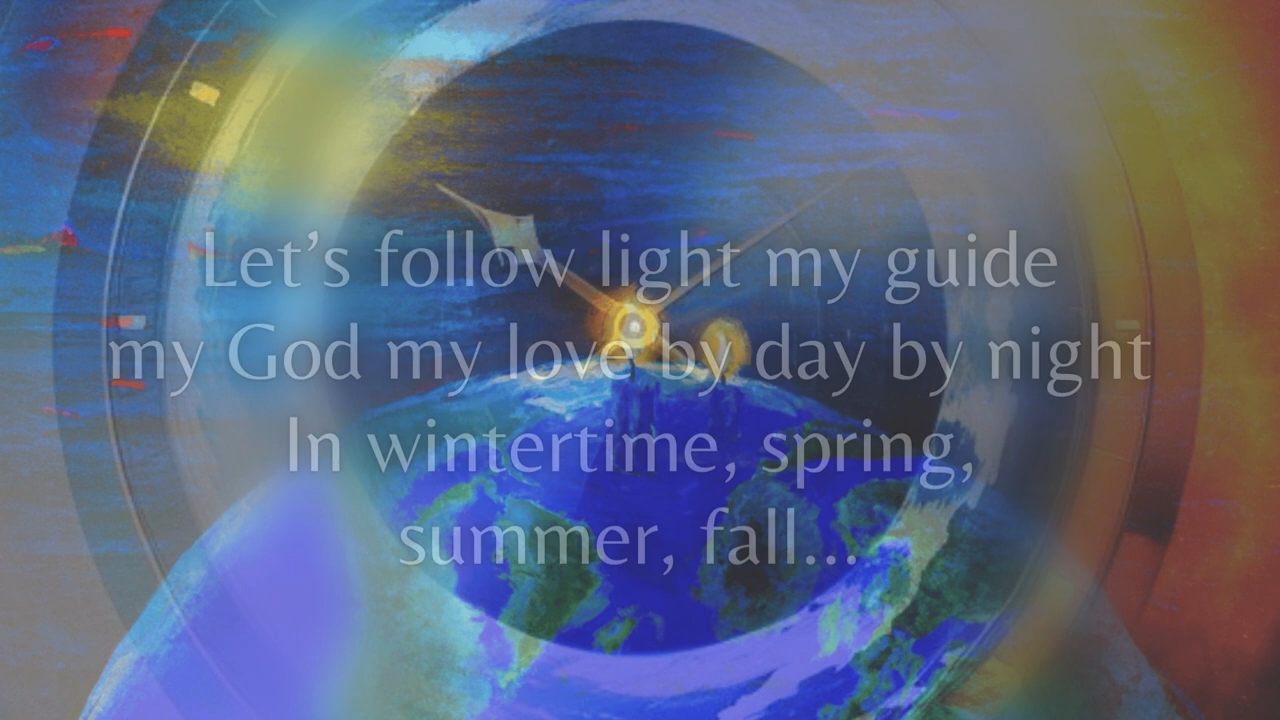 Let’s follow light my guide
my God my love by day by night
In wintertime, spring,
summer, fall...